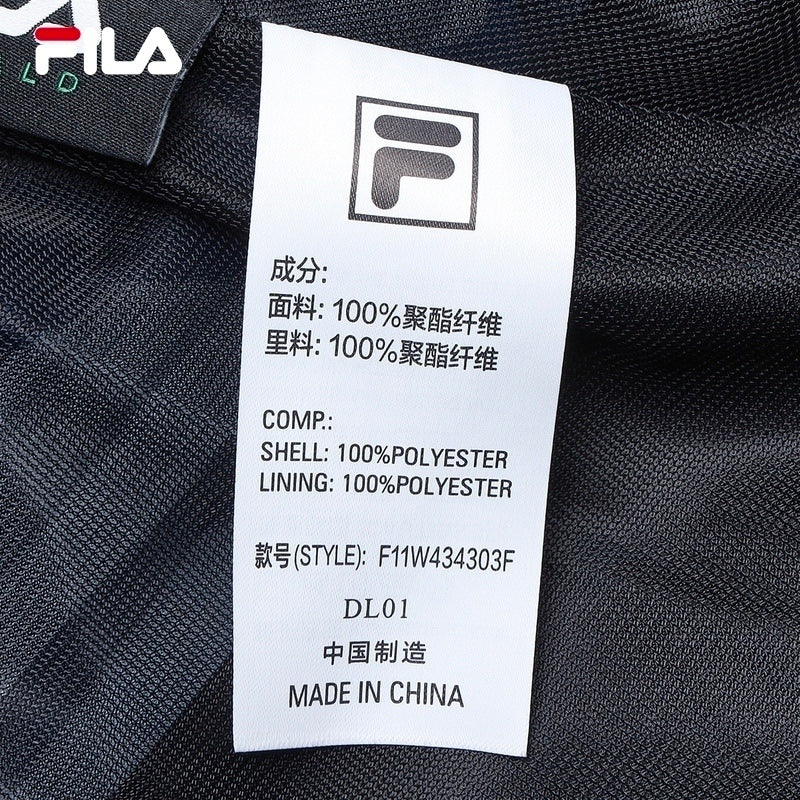 FILA
ELD
F
成分:
面料: 100%聚酯纤维
里料: 100%聚酯纤维
COMP.:
SHELL: 100%POLYESTER
LINING: 100%POLYESTER
款号(STYLE): F11W434303F
DL01
中国制造
MADE IN CHINA